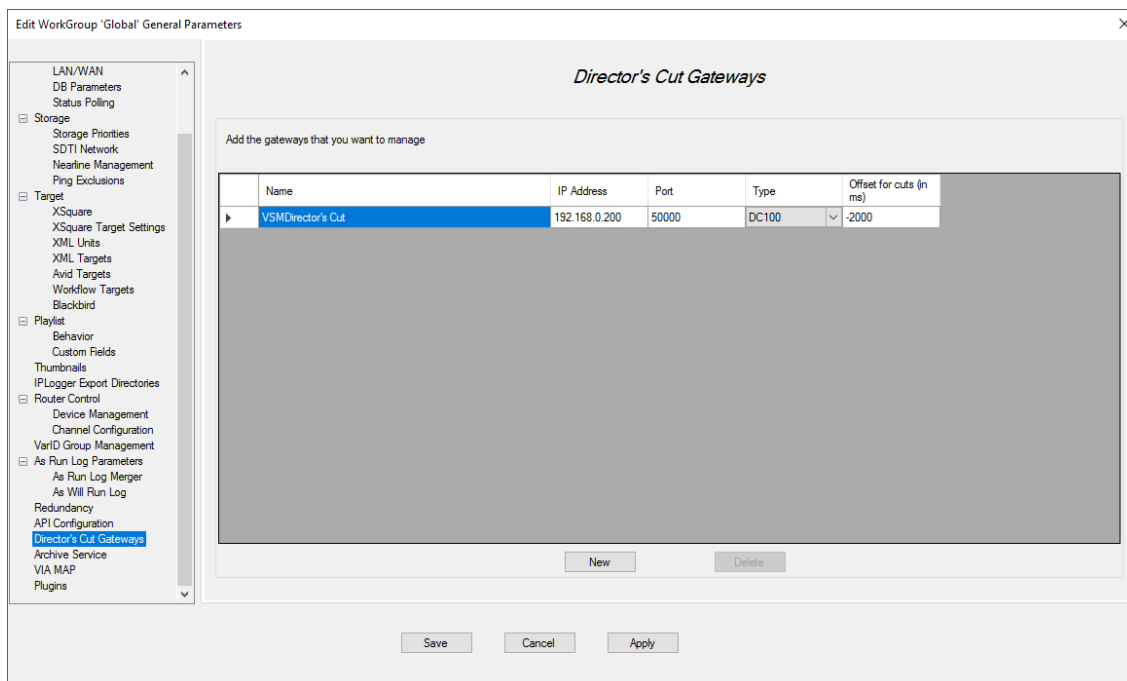 Edit WorkGroup 'Global' General Parameters
LAN/WAN
DB Parameters
Status Polling
Storage
Storage Priorities
SDTI Network
Nearline Management
Ping Exclusions
Target
XSquare
XSquare Target Settings
XML Units
XML Targets
Avid Targets
Workflow Targets
Blackbird
Playlist
Behavior
Custom Fields
Thumbnails
IPLogger Export Directories
Router Control
Device Management
Channel Configuration
VarID Group Management
As Run Log Parameters
As Run Log Merger
As Will Run Log
Redundancy
API Configuration
Director's Cut Gateways
Archive Service
VIA MAP
Plugins
Director's Cut Gateways
Add the gateways that you want to manage
Name IP Address Port Type Offset for cuts (in
ms)
VSMDirector's Cut 192.168.0.200 50000 DC100 -2000
New Delete
Save Cancel Apply